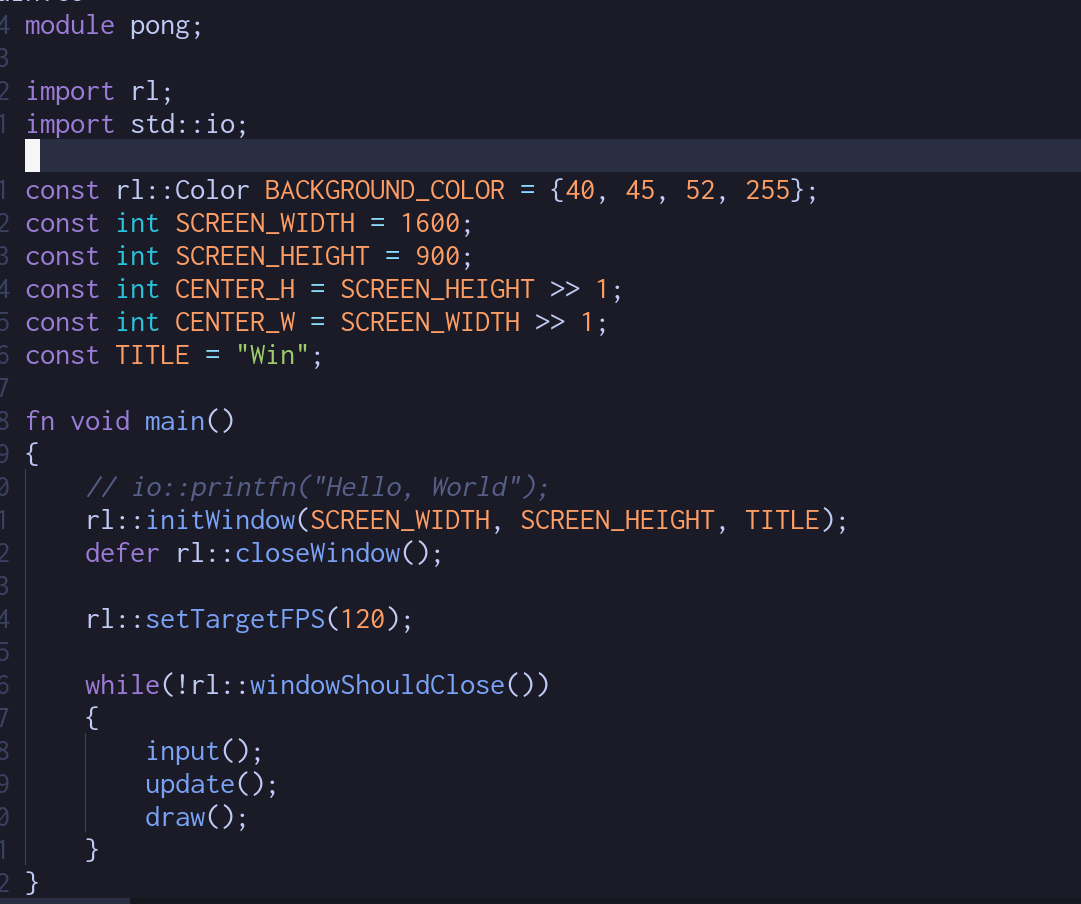 4 module pong;
3
2 import rl;
1 import std::io;

1 const rl::Color BACKGROUND_COLOR = {40, 45, 52, 255};
2 const int SCREEN_WIDTH = 1600;
3 const int SCREEN_HEIGHT = 900;
4 const int CENTER_H = SCREEN_HEIGHT >> 1;
5 const int CENTER_W = SCREEN_WIDTH >> 1;
6 const TITLE = "Win";
7
8 fn void main()
9 {
0     // io::printfn("Hello, World");
1     rl::initWindow(SCREEN_WIDTH, SCREEN_HEIGHT, TITLE);
2     defer rl::closeWindow();
3
4     rl::setTargetFPS(120);
5
6     while(!rl::windowShouldClose())
7     {
8         input();
9         update();
0         draw();
1     }
2 }